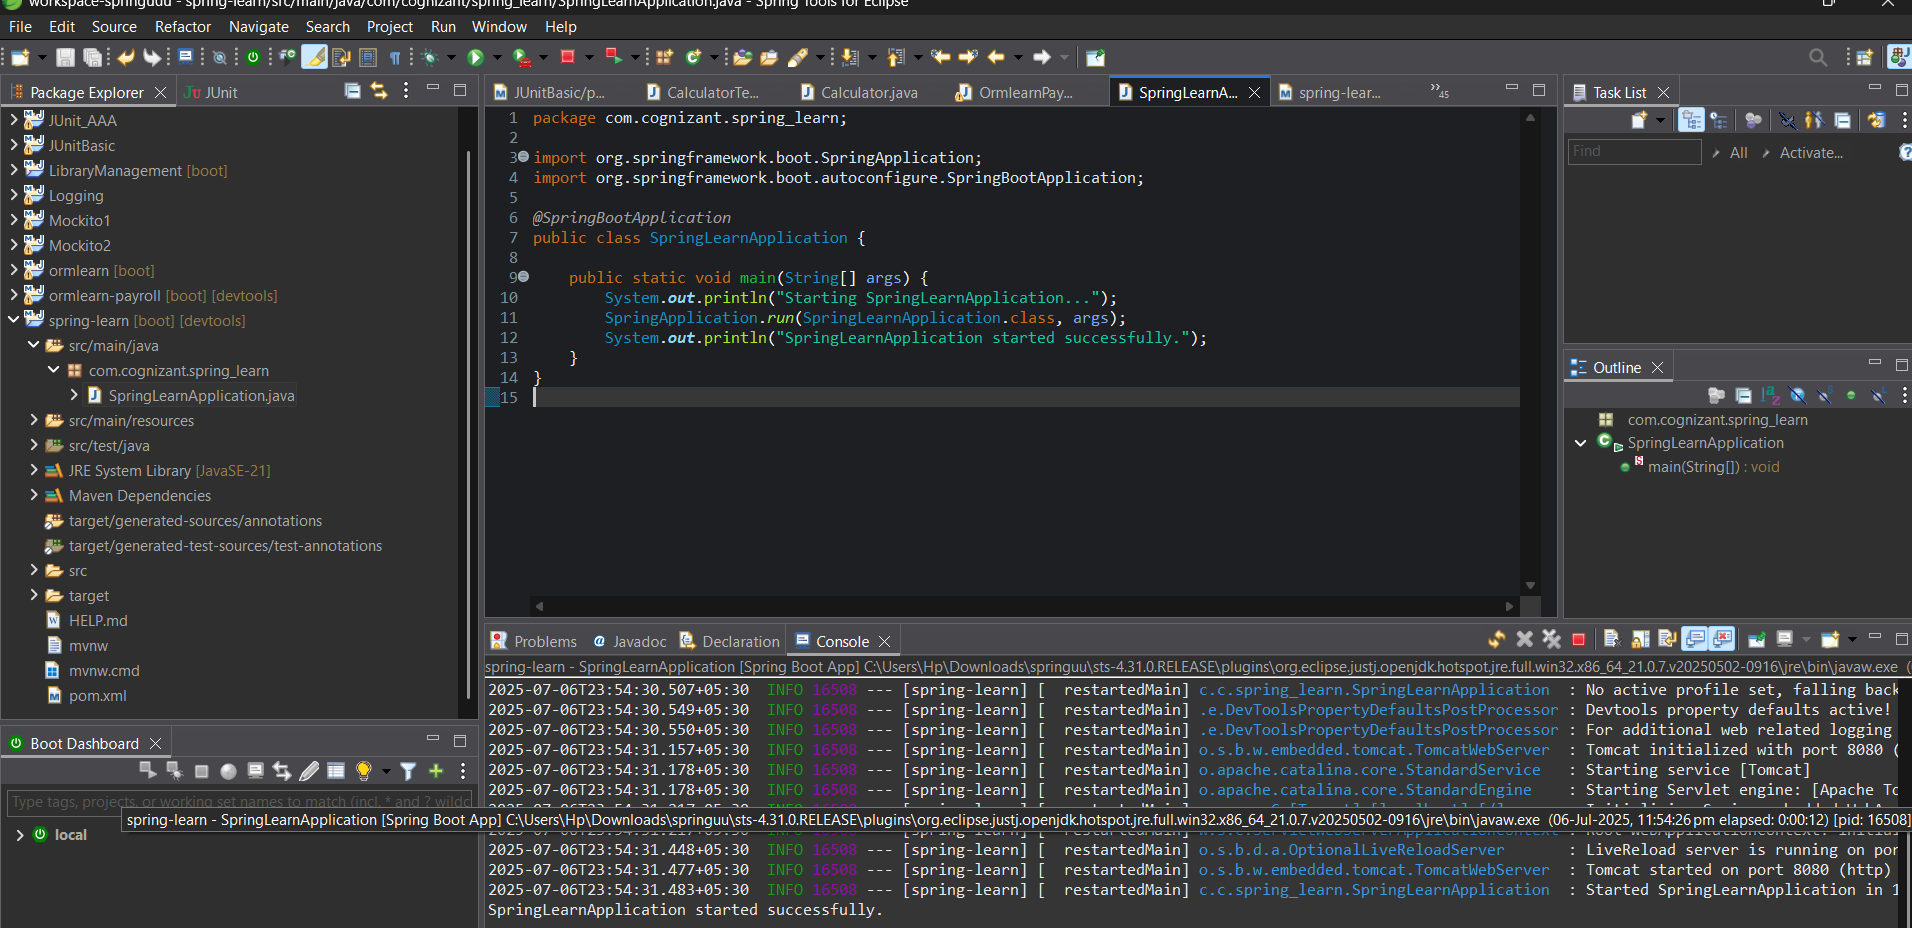 workspace-springuuu - spring-learn/src/main/java/com/cognizant/spring_learn/SpringLearnApplication.java - Spring Tools for Eclipse
File Edit Source Refactor Navigate Search Project Run Window Help
Package Explorer
JUnit
JUnit_AAA
JUnitBasic
LibraryManagement [boot]
Logging
Mockito1
Mockito2
ormlearn [boot]
ormlearn-payroll [boot] [devtools]
spring-learn [boot] [devtools]
src/main/java
com.cognizant.spring_learn
SpringLearnApplication.java
src/main/resources
src/test/java
JRE System Library [JavaSE-21]
Maven Dependencies
target/generated-sources/annotations
target/generated-test-sources/test-annotations
src
target
HELP.md
mvnw
mvnw.cmd
pom.xml
Boot Dashboard
Type tags, projects, or working set names to match (incl. * and ? wildc
local
JUnitBasic/p... CalculatorTe... Calculator.java OrmlearnPay... SpringLearnA... spring-lear... »45
1 package com.cognizant.spring_learn;
2
3 import org.springframework.boot.SpringApplication;
4 import org.springframework.boot.autoconfigure.SpringBootApplication;
5
6 @SpringBootApplication
7 public class SpringLearnApplication {
8
9 public static void main(String[] args) {
10 System.out.println("Starting SpringLearnApplication...");
11 SpringApplication.run(SpringLearnApplication.class, args);
12 System.out.println("SpringLearnApplication started successfully.");
13 }
14 }
15
Task List
Find
All
Activate...
Outline
com.cognizant.spring_learn
SpringLearnApplication
main(String[]) : void
Problems Javadoc Declaration Console
spring-learn - SpringLearnApplication [Spring Boot App] C:\Users\Hp\Downloads\springuu\sts-4.31.0.RELEASE\plugins\org.eclipse.justj.openjdk.hotspot.jre.full.win32.x86_64_21.0.7.v20250502-0916\jre\bin\javaw.exe (
2025-07-06T23:54:30.507+05:30 INFO 16508 --- [spring-learn] [ restartedMain] c.c.spring_learn.SpringLearnApplication : No active profile set, falling back
2025-07-06T23:54:30.549+05:30 INFO 16508 --- [spring-learn] [ restartedMain] .e.DevToolsPropertyDefaultsPostProcessor : Devtools property defaults active!
2025-07-06T23:54:30.550+05:30 INFO 16508 --- [spring-learn] [ restartedMain] .e.DevToolsPropertyDefaultsPostProcessor : For additional web related logging
2025-07-06T23:54:31.157+05:30 INFO 16508 --- [spring-learn] [ restartedMain] o.s.b.w.embedded.tomcat.TomcatWebServer : Tomcat initialized with port 8080 (
2025-07-06T23:54:31.178+05:30 INFO 16508 --- [spring-learn] [ restartedMain] o.apache.catalina.core.StandardService : Starting service [Tomcat]
2025-07-06T23:54:31.178+05:30 INFO 16508 --- [spring-learn] [ restartedMain] o.apache.catalina.core.StandardEngine : Starting Servlet engine: [Apache To
spring-learn - SpringLearnApplication [Spring Boot App] C:\Users\Hp\Downloads\springuu\sts-4.31.0.RELEASE\plugins\org.eclipse.justj.openjdk.hotspot.jre.full.win32.x86_64_21.0.7.v20250502-0916\jre\bin\javaw.exe (06-Jul-2025, 11:54:26 pm elapsed: 0:00:12) [pid: 16508]
2025-07-06T23:54:31.448+05:30 INFO 16508 --- [spring-learn] [ restartedMain] o.s.b.d.a.OptionalLiveReloadServer : LiveReload server is running on por
2025-07-06T23:54:31.477+05:30 INFO 16508 --- [spring-learn] [ restartedMain] o.s.b.w.embedded.tomcat.TomcatWebServer : Tomcat started on port 8080 (http)
2025-07-06T23:54:31.483+05:30 INFO 16508 --- [spring-learn] [ restartedMain] c.c.spring_learn.SpringLearnApplication : Started SpringLearnApplication in 1
SpringLearnApplication started successfully.